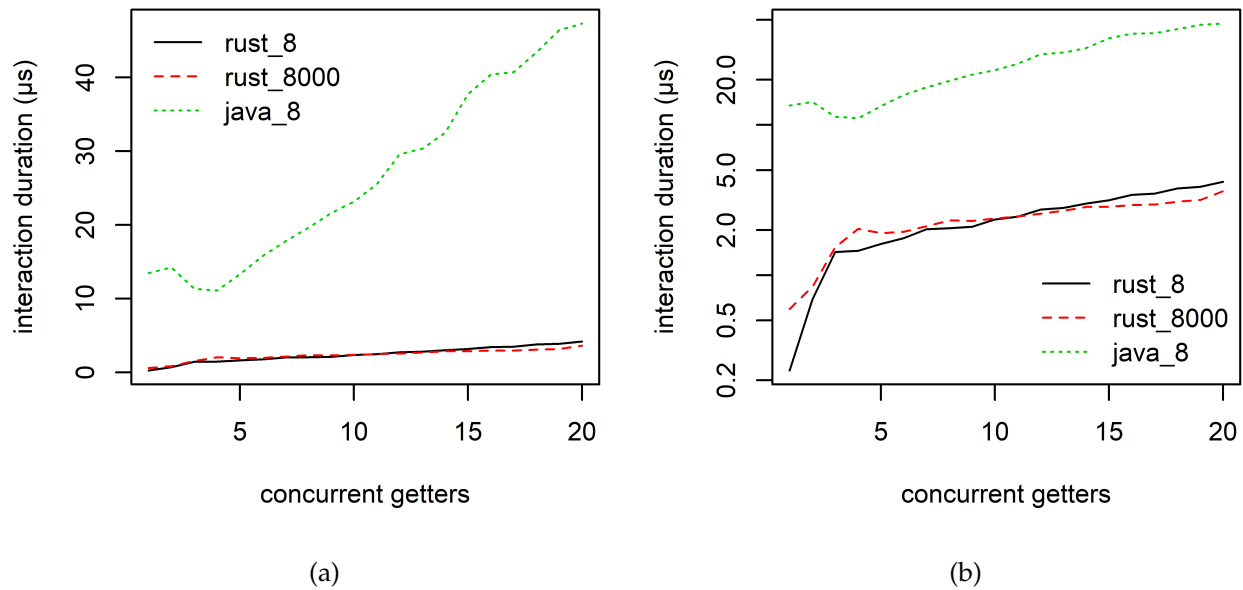 interaction duration (μs)
0
10
20
30
40
rust_8
rust_8000
java_8
5
10
15
20
concurrent getters
(a)
interaction duration (μs)
0.2
0.5
2.0
5.0
20.0
rust_8
rust_8000
java_8
5
10
15
20
concurrent getters
(b)